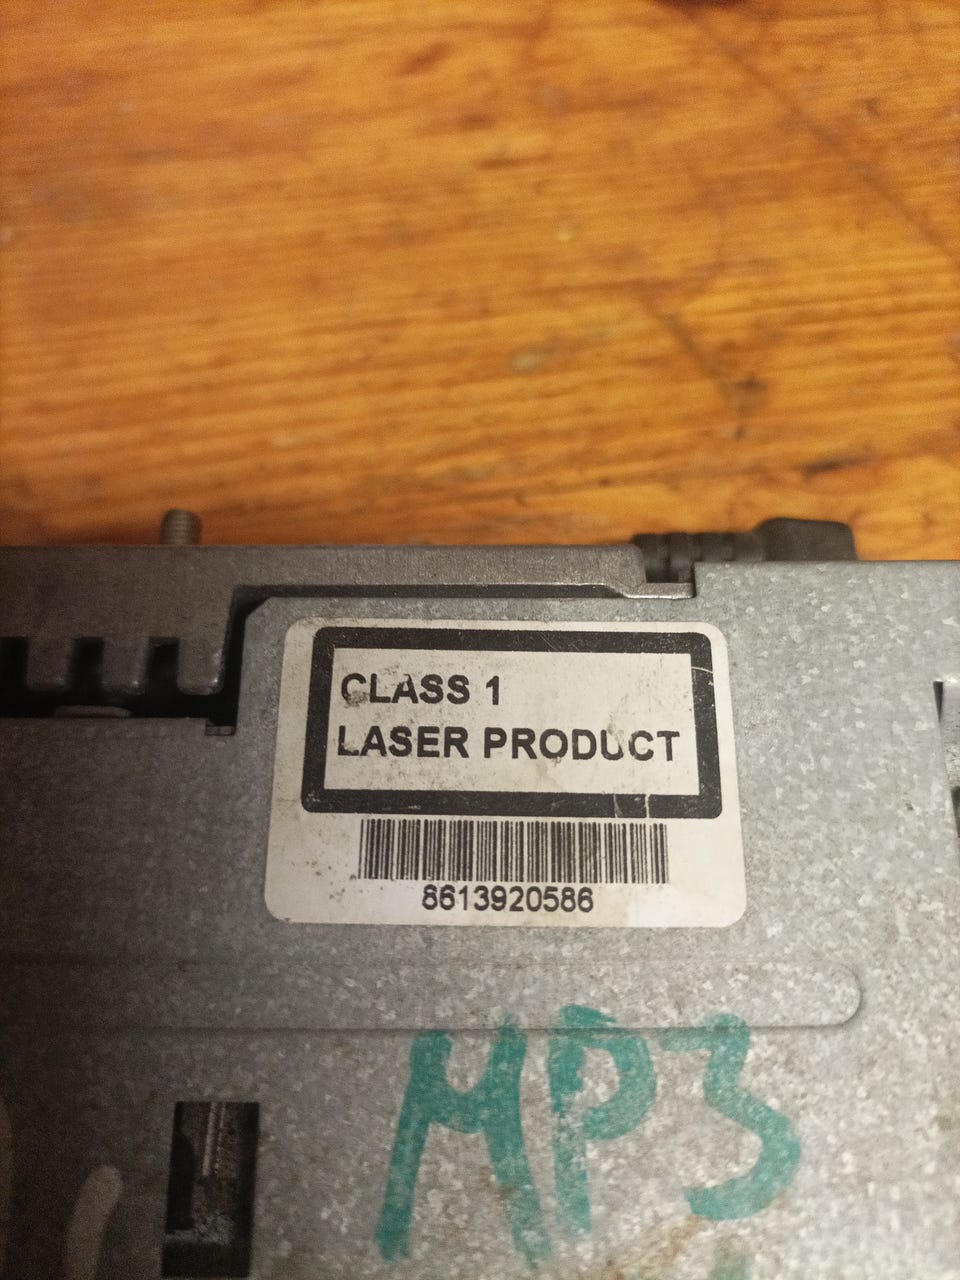 CLASS 1
LASER PRODUCT
8613920586
MP3